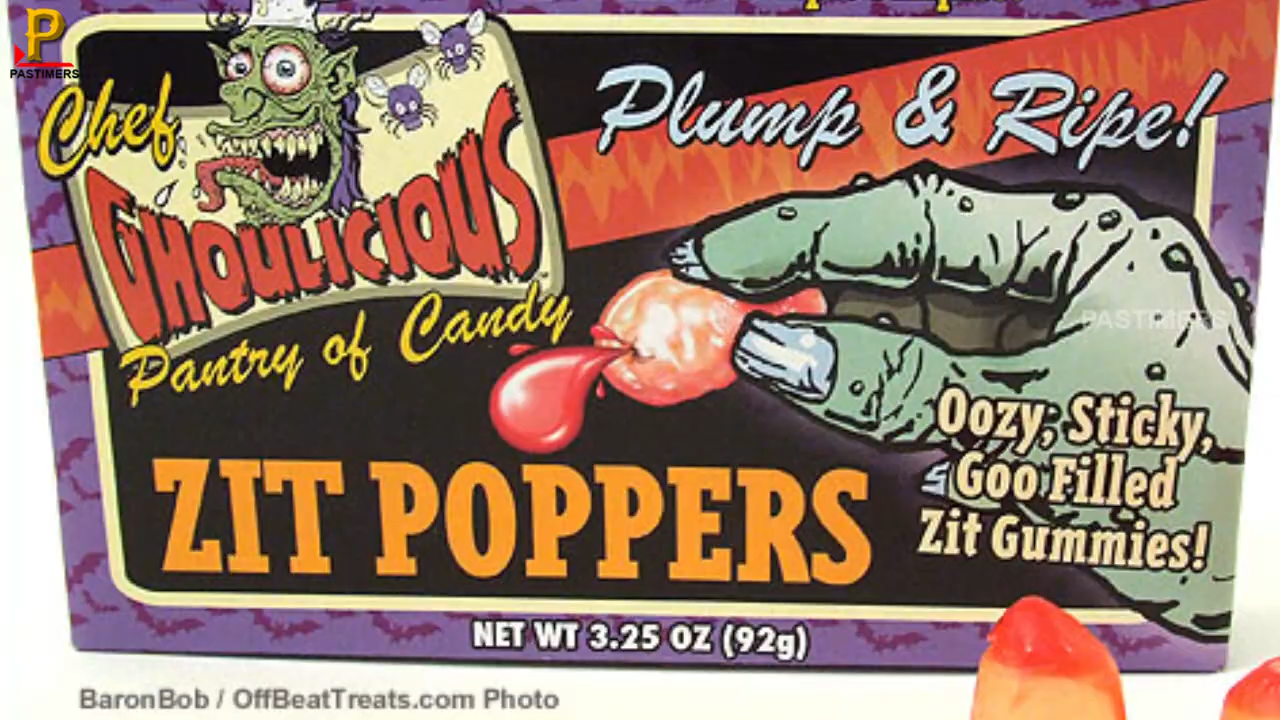 P
PASTIMERS
Chef
GHOULICIOUS
Pantry of Candy
Plump & Ripe!
PASTIMERS
Oozy, Sticky,
Goo Filled
Zit Gummies!
ZIT POPPERS
NET WT 3.25 OZ (92g)
BaronBob / OffBeatTreats.com Photo